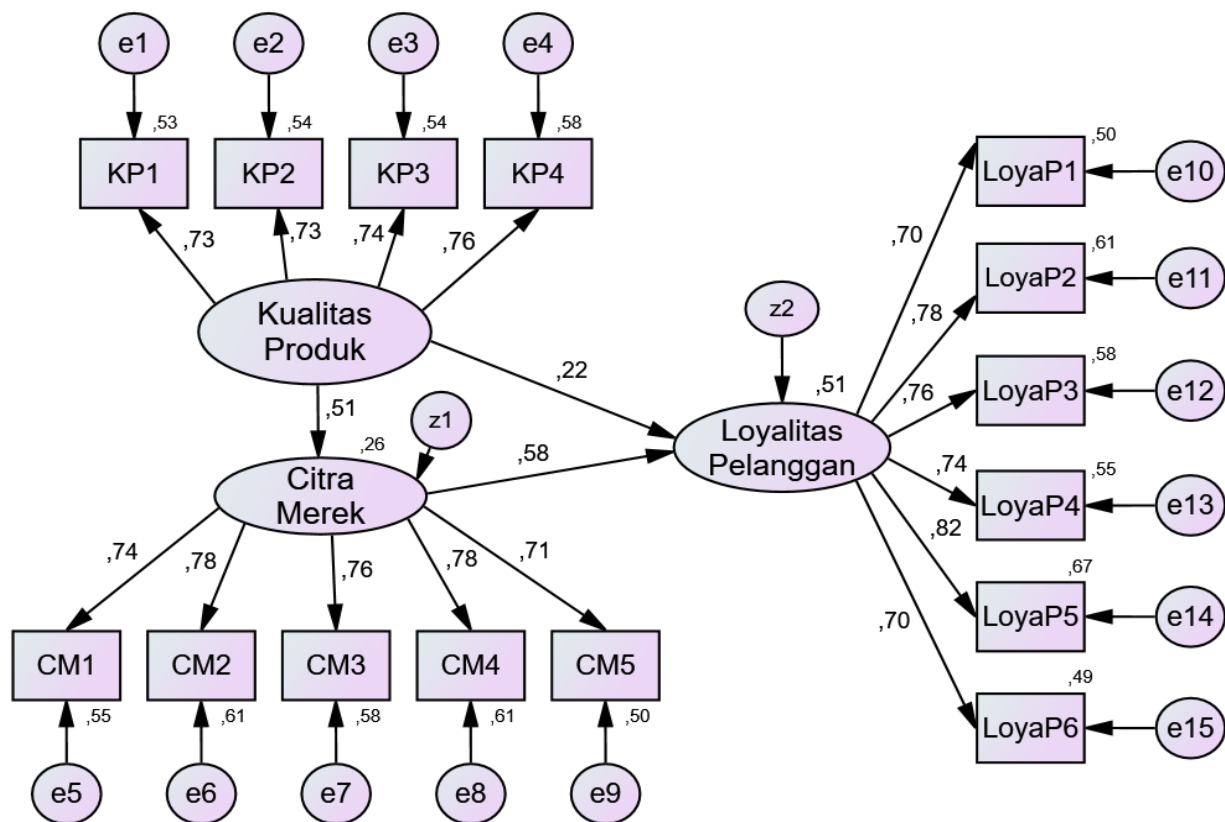 e1
e2
e3
e4
,53
,54
,54
,58
KP1
KP2
KP3
KP4
,73
,73
,74
,76
Kualitas
Produk
,22
,51
z1
,26
Citra
Merek
,58
,74
,78
,76
,78
,71
CM1
CM2
CM3
CM4
CM5
,55
,61
,58
,61
,50
e5
e6
e7
e8
e9
z2
,51
Loyalitas
Pelanggan
,70
,78
,76
,74
,82
,70
,50
LoyaP1
e10
,61
LoyaP2
e11
,58
LoyaP3
e12
,55
LoyaP4
e13
,67
LoyaP5
e14
,49
LoyaP6
e15